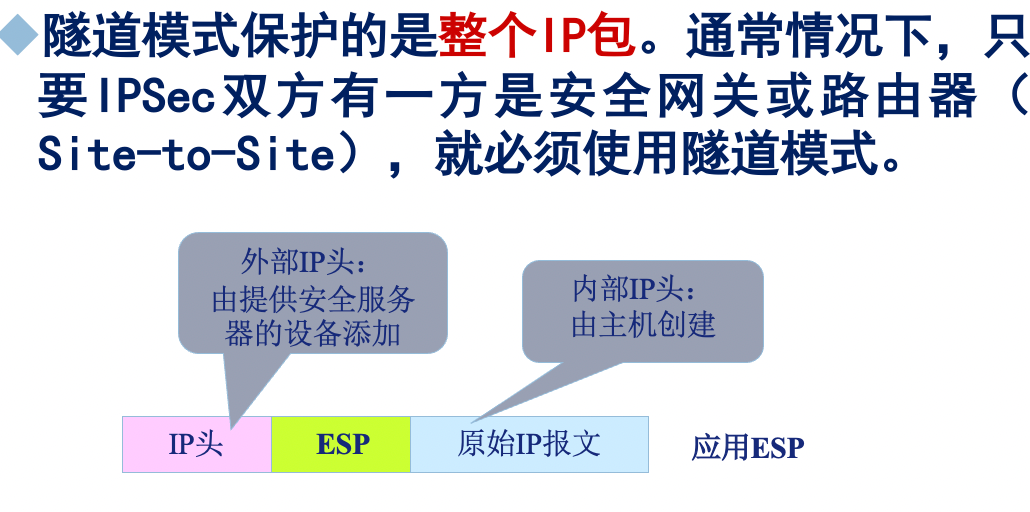 隧道模式保护的是整个IP包。通常情况下，只
要IPSec双方有一方是安全网关或路由器（
Site-to-Site），就必须使用隧道模式。
外部IP头：
由提供安全服务
器的设备添加
内部IP头：
由主机创建
IP头
ESP
原始IP报文
应用ESP